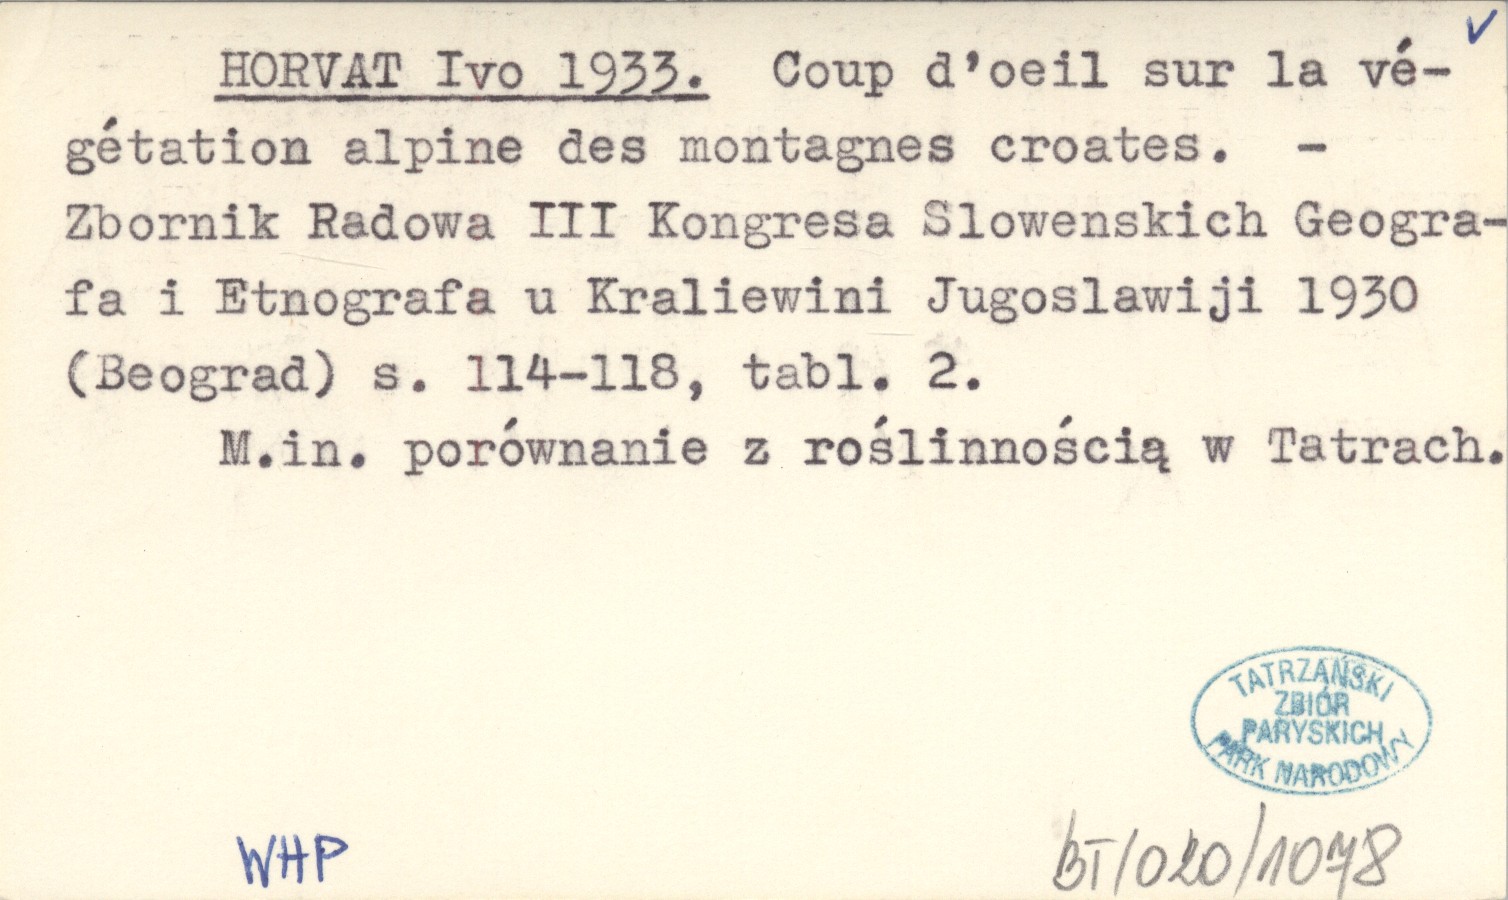 HORVAT Ivo 1933. Coup d'oeil sur la vé-
gétation alpine des montagnes croates. -
Zbornik Radowa III Kongresa Slowenskich Geogra-
fa i Etnografa u Kraliewini Jugoslawiji 1930
(Beograd) s. 114-118, tabl. 2.
M.in. porównanie z roślinnością w Tatrach.
TATRZAŃSKI
ZBIÓR
PARYSKICH
PARK NARODOWY
WHP
BT/020/1078